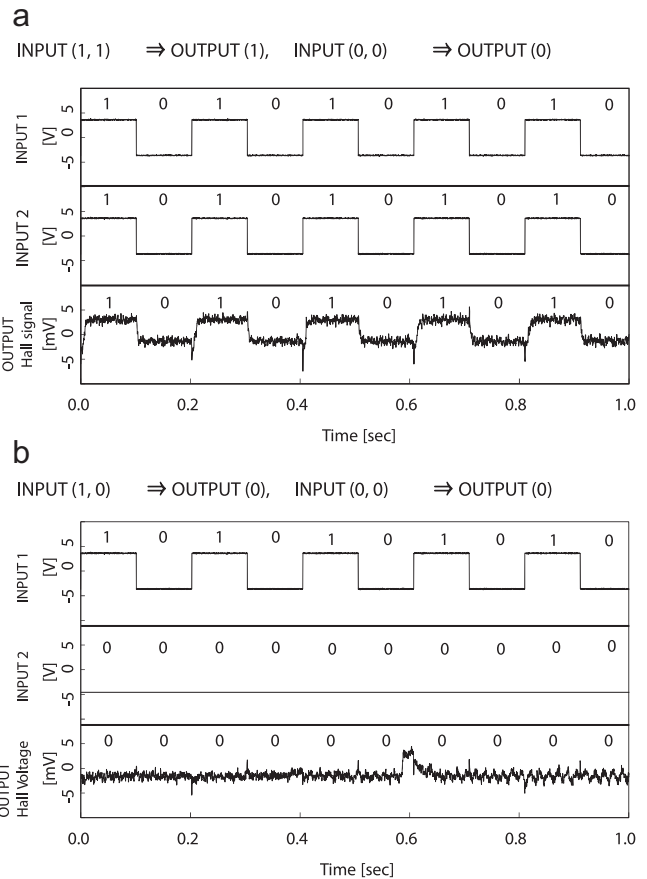 a
INPUT (1, 1) ⇒ OUTPUT (1), INPUT (0, 0) ⇒ OUTPUT (0)
INPUT 1
[V]
5
0
-5
1 0 1 0 1 0 1 0 1 0
INPUT 2
[V]
5
0
-5
1 0 1 0 1 0 1 0 1 0
OUTPUT
Hall signal
[mV]
5
0
-5
1 0 1 0 1 0 1 0 1 0
0.0 0.2 0.4 0.6 0.8 1.0
Time [sec]
b
INPUT (1, 0) ⇒ OUTPUT (0), INPUT (0, 0) ⇒ OUTPUT (0)
INPUT 1
[V]
5
0
-5
1 0 1 0 1 0 1 0 1 0
INPUT 2
[V]
5
0
-5
0 0 0 0 0 0 0 0 0 0
OUTPUT
Hall Voltage
[mV]
5
0
-5
0 0 0 0 0 0 0 0 0 0
0.0 0.2 0.4 0.6 0.8 1.0
Time [sec]